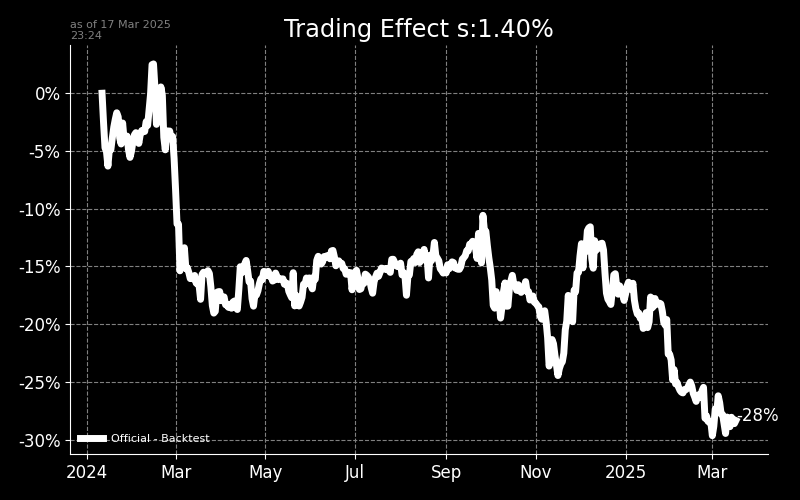 as of 17 Mar 2025
23:24
Trading Effect s:1.40%
0%
-5%
-10%
-15%
-20%
-25%
-30%
-28%
Official - Backtest
2024 Mar May Jul Sep Nov 2025 Mar